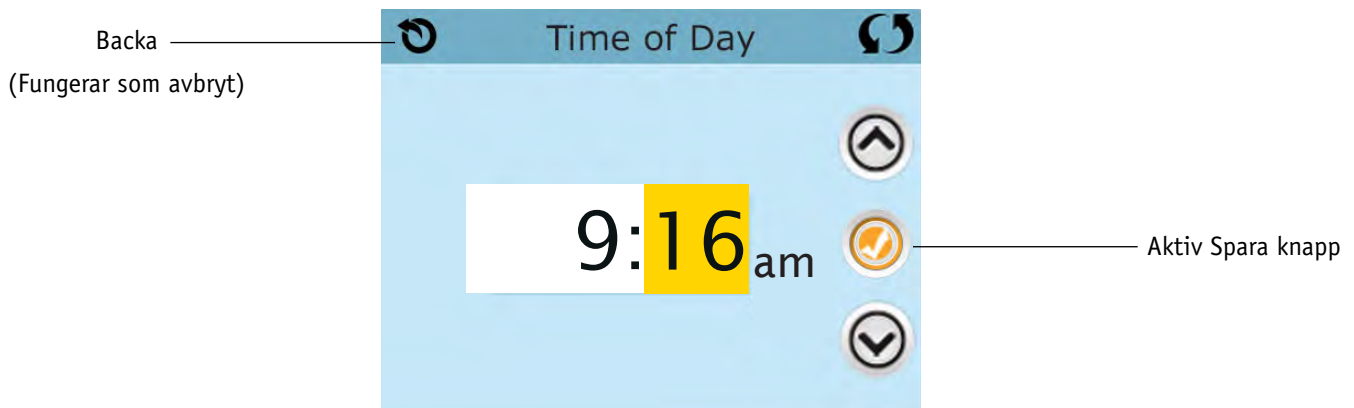 Backa
(Fungerar som avbryt)
Time of Day
9:16am
Aktiv Spara knapp